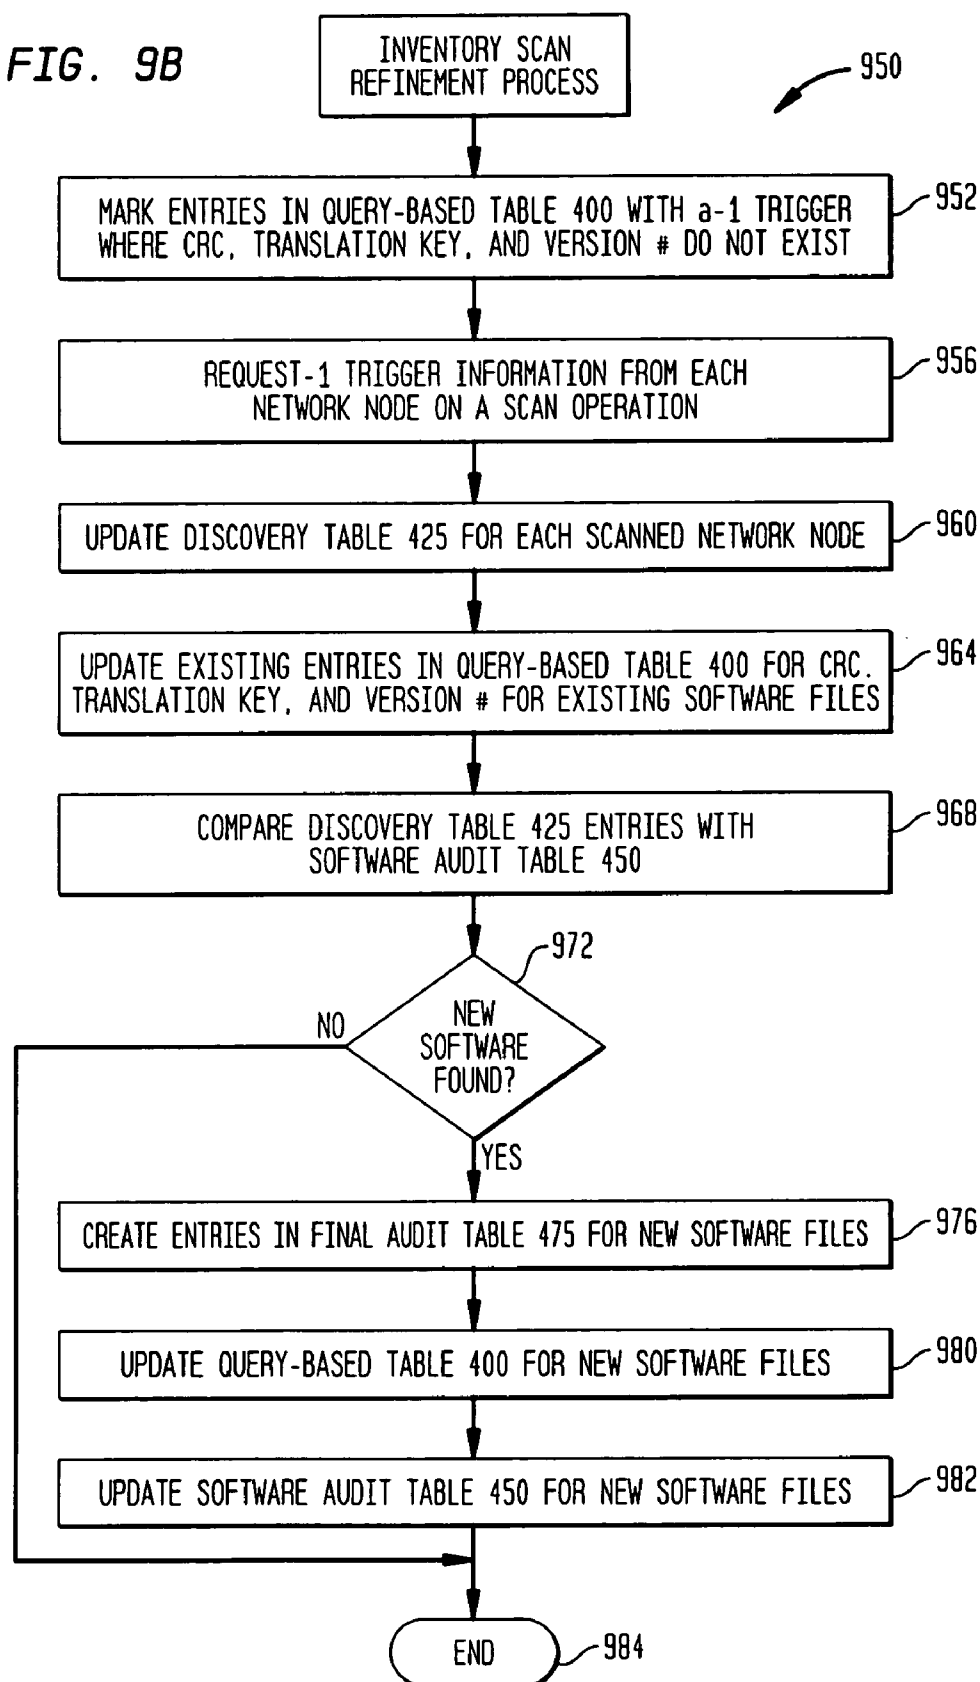 FIG. 9B
INVENTORY SCAN
REFINEMENT PROCESS
950
MARK ENTRIES IN QUERY-BASED TABLE 400 WITH a-1 TRIGGER
WHERE CRC, TRANSLATION KEY, AND VERSION # DO NOT EXIST
952
REQUEST-1 TRIGGER INFORMATION FROM EACH
NETWORK NODE ON A SCAN OPERATION
956
UPDATE DISCOVERY TABLE 425 FOR EACH SCANNED NETWORK NODE
960
UPDATE EXISTING ENTRIES IN QUERY-BASED TABLE 400 FOR CRC.
TRANSLATION KEY, AND VERSION # FOR EXISTING SOFTWARE FILES
964
COMPARE DISCOVERY TABLE 425 ENTRIES WITH
SOFTWARE AUDIT TABLE 450
968
972
NEW
SOFTWARE
FOUND?
NO
YES
CREATE ENTRIES IN FINAL AUDIT TABLE 475 FOR NEW SOFTWARE FILES
976
UPDATE QUERY-BASED TABLE 400 FOR NEW SOFTWARE FILES
980
UPDATE SOFTWARE AUDIT TABLE 450 FOR NEW SOFTWARE FILES
982
END
984